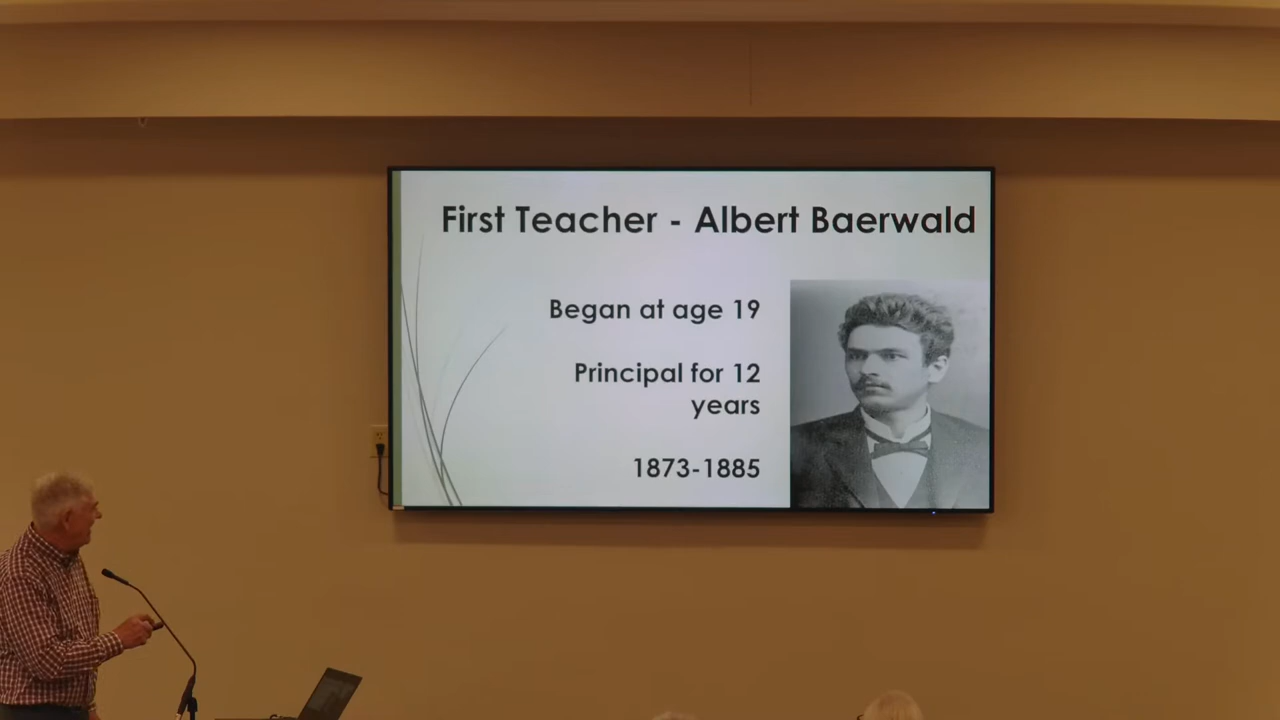 First Teacher - Albert Baerwald
Began at age 19
Principal for 12
years
1873-1885